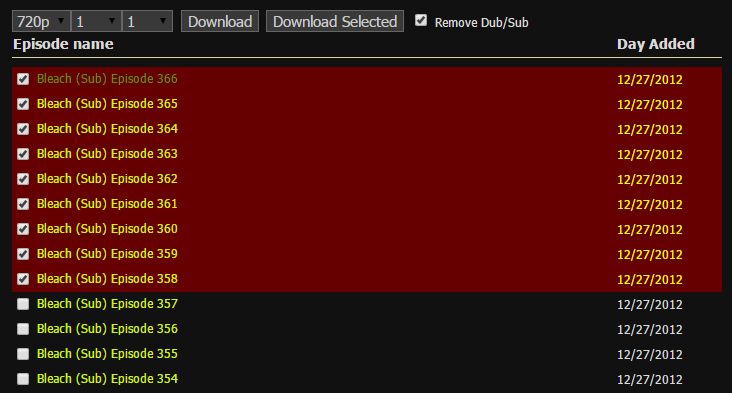 720p 1 1 Download Download Selected Remove Dub/Sub
Episode name Day Added
Bleach (Sub) Episode 366 12/27/2012
Bleach (Sub) Episode 365 12/27/2012
Bleach (Sub) Episode 364 12/27/2012
Bleach (Sub) Episode 363 12/27/2012
Bleach (Sub) Episode 362 12/27/2012
Bleach (Sub) Episode 361 12/27/2012
Bleach (Sub) Episode 360 12/27/2012
Bleach (Sub) Episode 359 12/27/2012
Bleach (Sub) Episode 358 12/27/2012
Bleach (Sub) Episode 357 12/27/2012
Bleach (Sub) Episode 356 12/27/2012
Bleach (Sub) Episode 355 12/27/2012
Bleach (Sub) Episode 354 12/27/2012